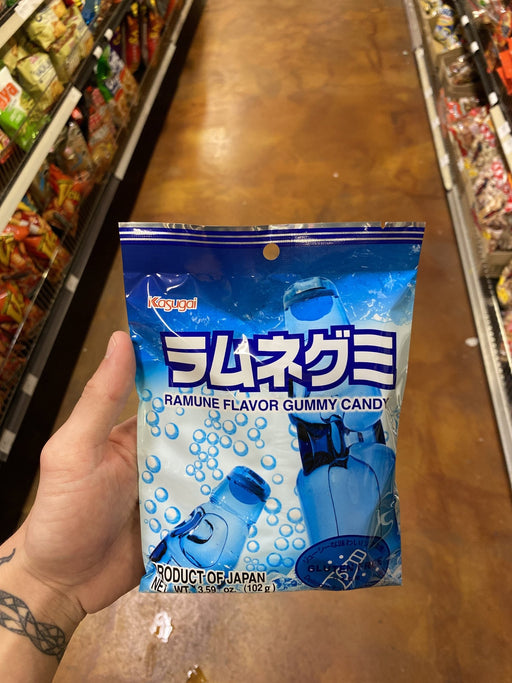 Kasugai
ラムネグミ
RAMUNE FLAVOR GUMMY CANDY
PRODUCT OF JAPAN
NET WT. 3.59 oz. (102g)